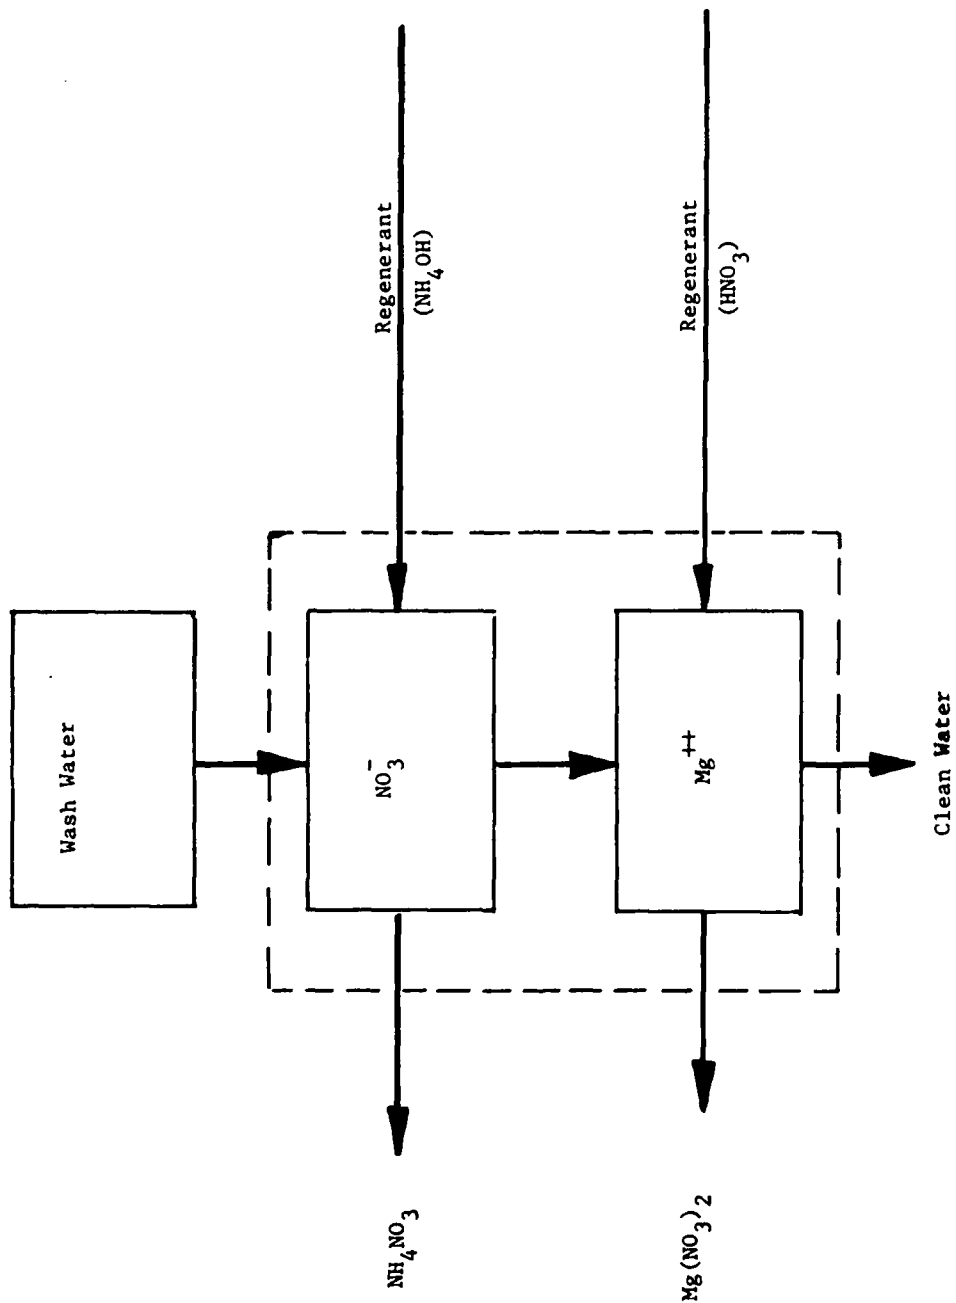 Wash Water
NO₃⁻
Regenerant
(NH₄OH)
NH₄NO₃
Mg⁺⁺
Regenerant
(HNO₃)
Mg(NO₃)₂
Clean Water